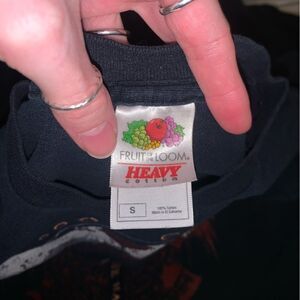 FRUIT OF THE LOOM®
HEAVY
COTTON
S
100% Cotton
Made in El Salvador